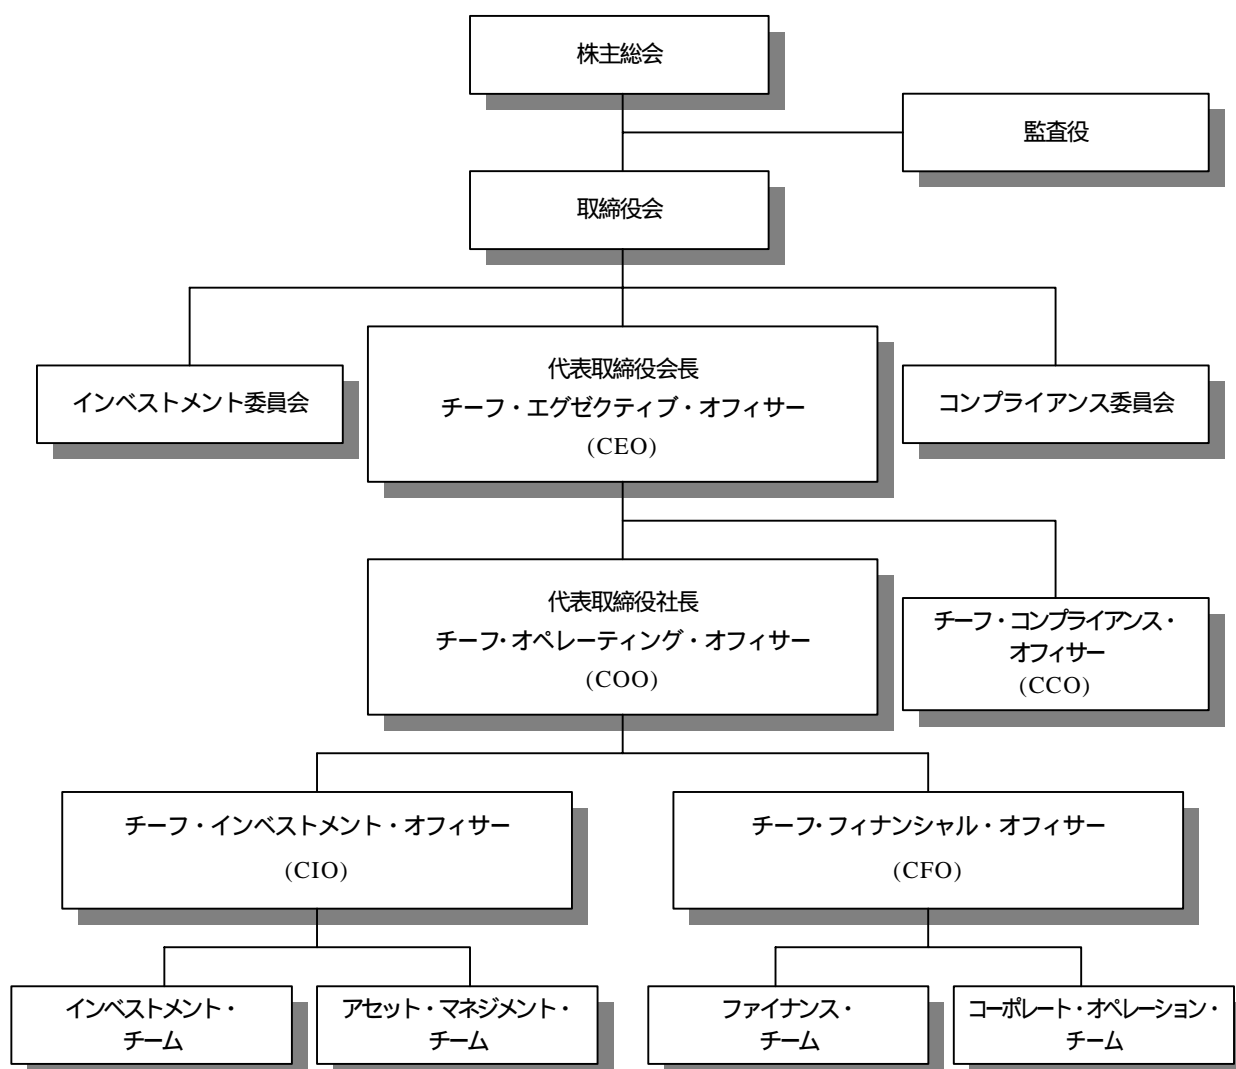 株主総会
監査役
取締役会
インベストメント委員会
代表取締役会長
チーフ・エグゼクティブ・オフィサー
(CEO)
コンプライアンス委員会
代表取締役社長
チーフ・オペレーティング・オフィサー
(COO)
チーフ・コンプライアンス・
オフィサー
(CCO)
チーフ・インベストメント・オフィサー
(CIO)
チーフ・フィナンシャル・オフィサー
(CFO)
インベストメント・
チーム
アセット・マネジメント・
チーム
ファイナンス・
チーム
コーポレート・オペレーション・
チーム